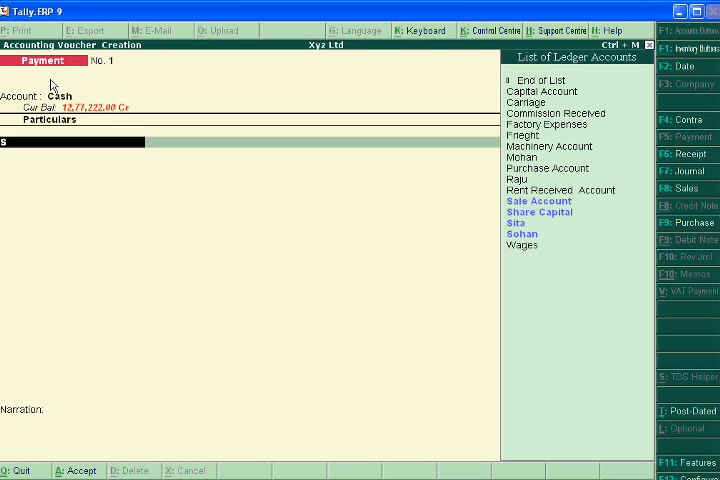 Tally.ERP 9
P: Print E: Export M: E-Mail O: Upload G: Language K: Keyboard K: Control Centre H: Support Centre H: Help
Accounting Voucher Creation Xyz Ltd Ctrl + M
Payment No. 1
Account : Cash
Cur Bal: 12,77,222.00 Cr
Particulars
S
Narration:
List of Ledger Accounts
End of List
Capital Account
Carriage
Commission Received
Factory Expenses
Frieght
Machinery Account
Mohan
Purchase Account
Raju
Rent Received Account
Sale Account
Share Capital
Sita
Sohan
Wages
F1: Accounts Buttons
F1: Inventory Buttons
F2: Date
F3: Company
F4: Contra
F5: Payment
F6: Receipt
F7: Journal
F8: Sales
F8: Credit Note
F9: Purchase
F9: Debit Note
F10: Rev Jrnl
F10: Memos
V: VAT Payment
S: TDS Helper
T: Post-Dated
L: Optional
F11: Features
F12: Configure
Q: Quit A: Accept D: Delete X: Cancel